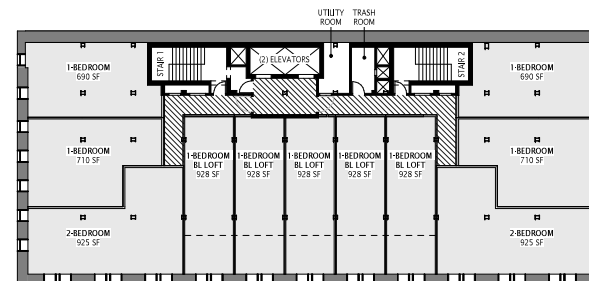 UTILITY
ROOM
TRASH
ROOM
STAIR 1
(2) ELEVATORS
STAIR 2
1-BEDROOM
690 SF
1-BEDROOM
690 SF
1-BEDROOM
710 SF
1-BEDROOM
BL LOFT
928 SF
1-BEDROOM
BL LOFT
928 SF
1-BEDROOM
BL LOFT
928 SF
1-BEDROOM
BL LOFT
928 SF
1-BEDROOM
BL LOFT
928 SF
1-BEDROOM
710 SF
2-BEDROOM
925 SF
2-BEDROOM
925 SF